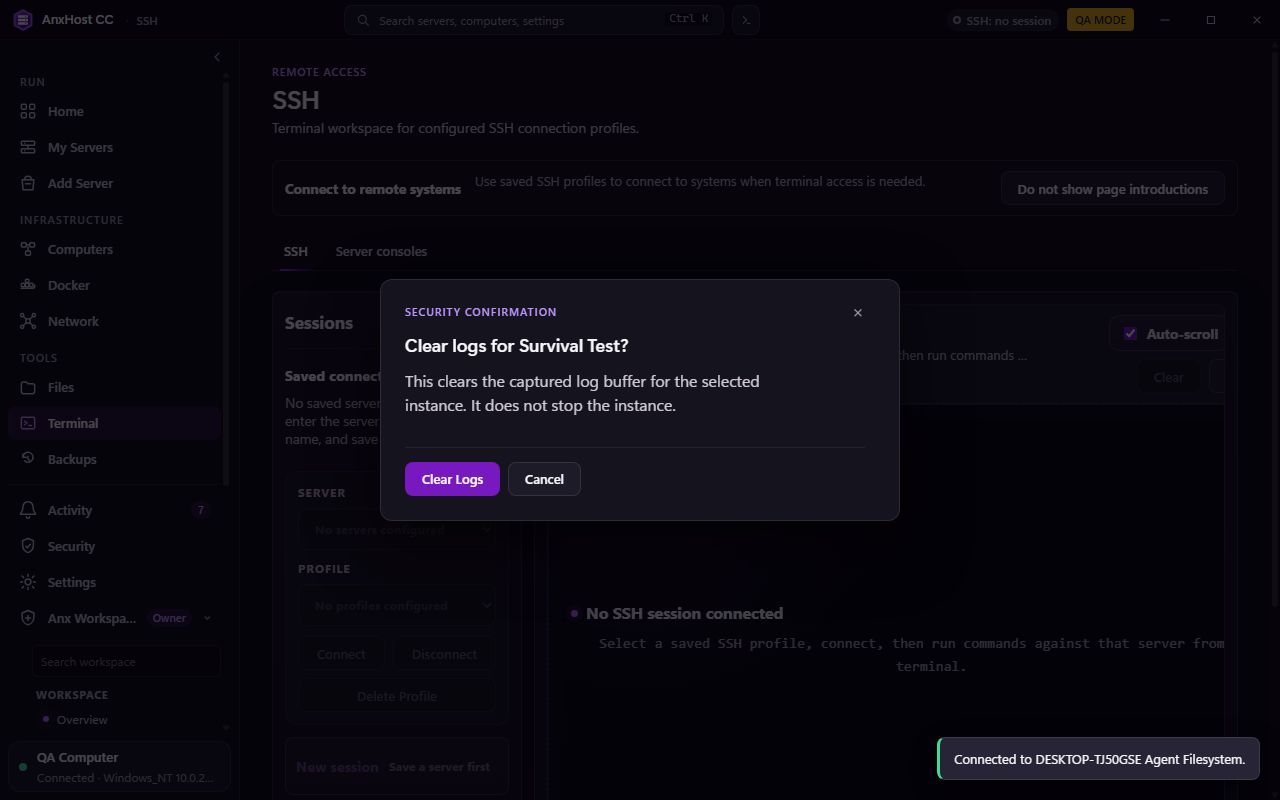 AnxHost CC · SSH
Search servers, computers, settings Ctrl K
SSH: no session
QA MODE
RUN
Home
My Servers
Add Server
INFRASTRUCTURE
Computers
Docker
Network
TOOLS
Files
Terminal
Backups
Activity 7
Security
Settings
Anx Workspa... Owner
Search workspace
WORKSPACE
Overview
QA Computer
Connected · Windows_NT 10.0.2...
REMOTE ACCESS
SSH
Terminal workspace for configured SSH connection profiles.
Connect to remote systems Use saved SSH profiles to connect to systems when terminal access is needed.
Do not show page introductions
SSH Server consoles
Sessions
Saved connect
No saved server
enter the server
name, and save
SERVER
No servers configured
PROFILE
No profiles configured
Connect Disconnect
Delete Profile
New session Save a server first
then run commands ...
Auto-scroll
Clear
SECURITY CONFIRMATION
Clear logs for Survival Test?
This clears the captured log buffer for the selected
instance. It does not stop the instance.
Clear Logs Cancel
No SSH session connected
Select a saved SSH profile, connect, then run commands against that server from
terminal.
Connected to DESKTOP-TJ50GSE Agent Filesystem.